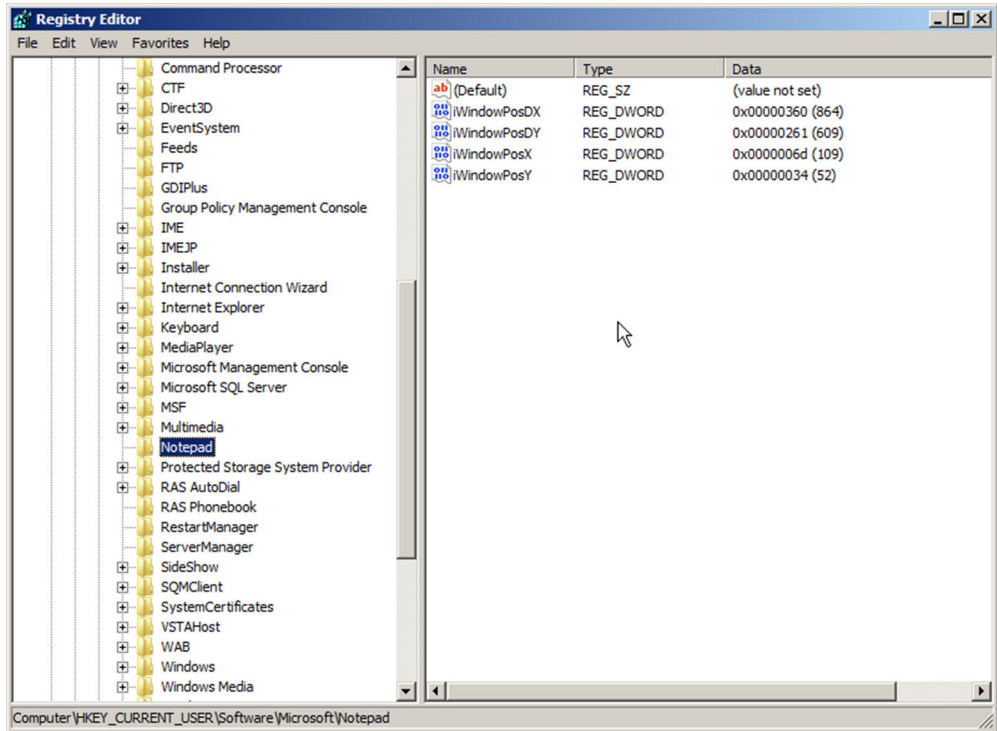 Registry Editor
File Edit View Favorites Help
Command Processor
CTF
Direct3D
EventSystem
Feeds
FTP
GDIPlus
Group Policy Management Console
IME
IMEJP
Installer
Internet Connection Wizard
Internet Explorer
Keyboard
MediaPlayer
Microsoft Management Console
Microsoft SQL Server
MSF
Multimedia
Notepad
Protected Storage System Provider
RAS AutoDial
RAS Phonebook
RestartManager
ServerManager
SideShow
SQMClient
SystemCertificates
VSTAHost
WAB
Windows
Windows Media
Name Type Data
(Default) REG_SZ (value not set)
iWindowPosDX REG_DWORD 0x00000360 (864)
iWindowPosDY REG_DWORD 0x00000261 (609)
iWindowPosX REG_DWORD 0x0000006d (109)
iWindowPosY REG_DWORD 0x00000034 (52)
Computer\HKEY_CURRENT_USER\Software\Microsoft\Notepad